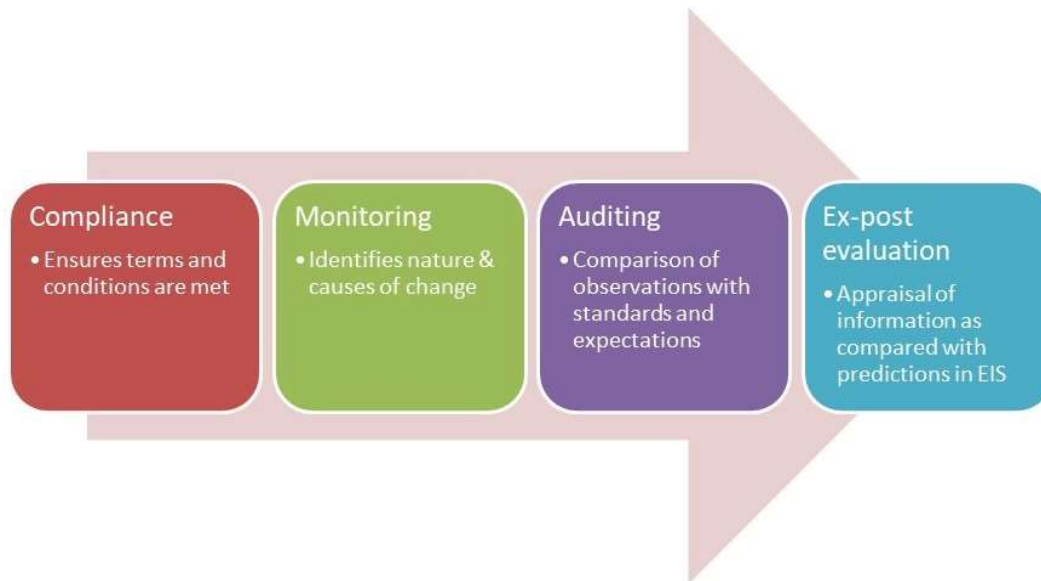 Compliance
• Ensures terms and
conditions are met
Monitoring
• Identifies nature &
causes of change
Auditing
• Comparison of
observations with
standards and
expectations
Ex-post
evaluation
• Appraisal of
information as
compared with
predictions in EIS